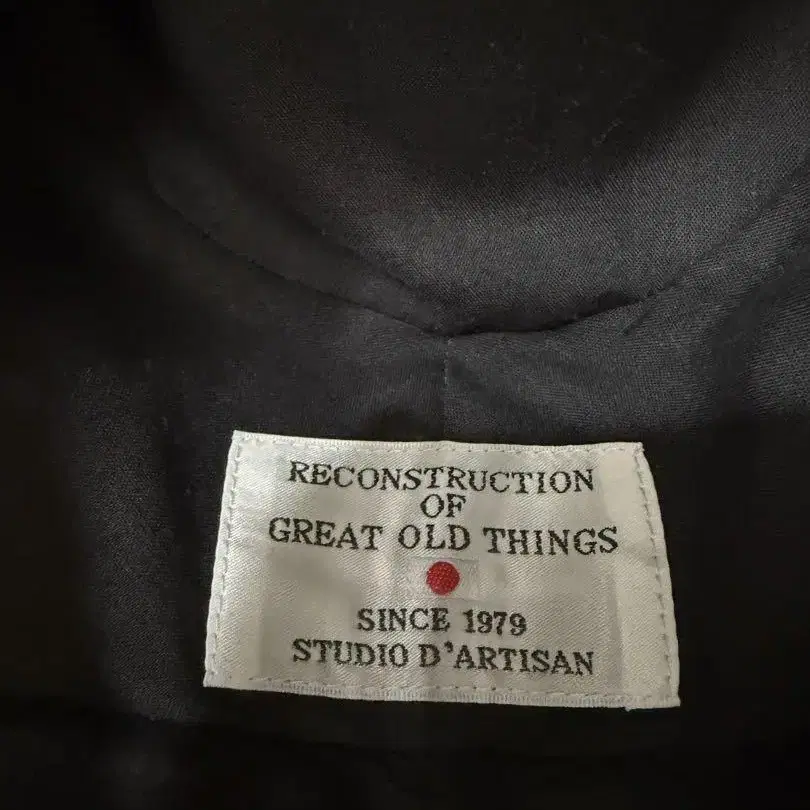 RECONSTRUCTION
OF
GREAT OLD THINGS
SINCE 1979
STUDIO D'ARTISAN